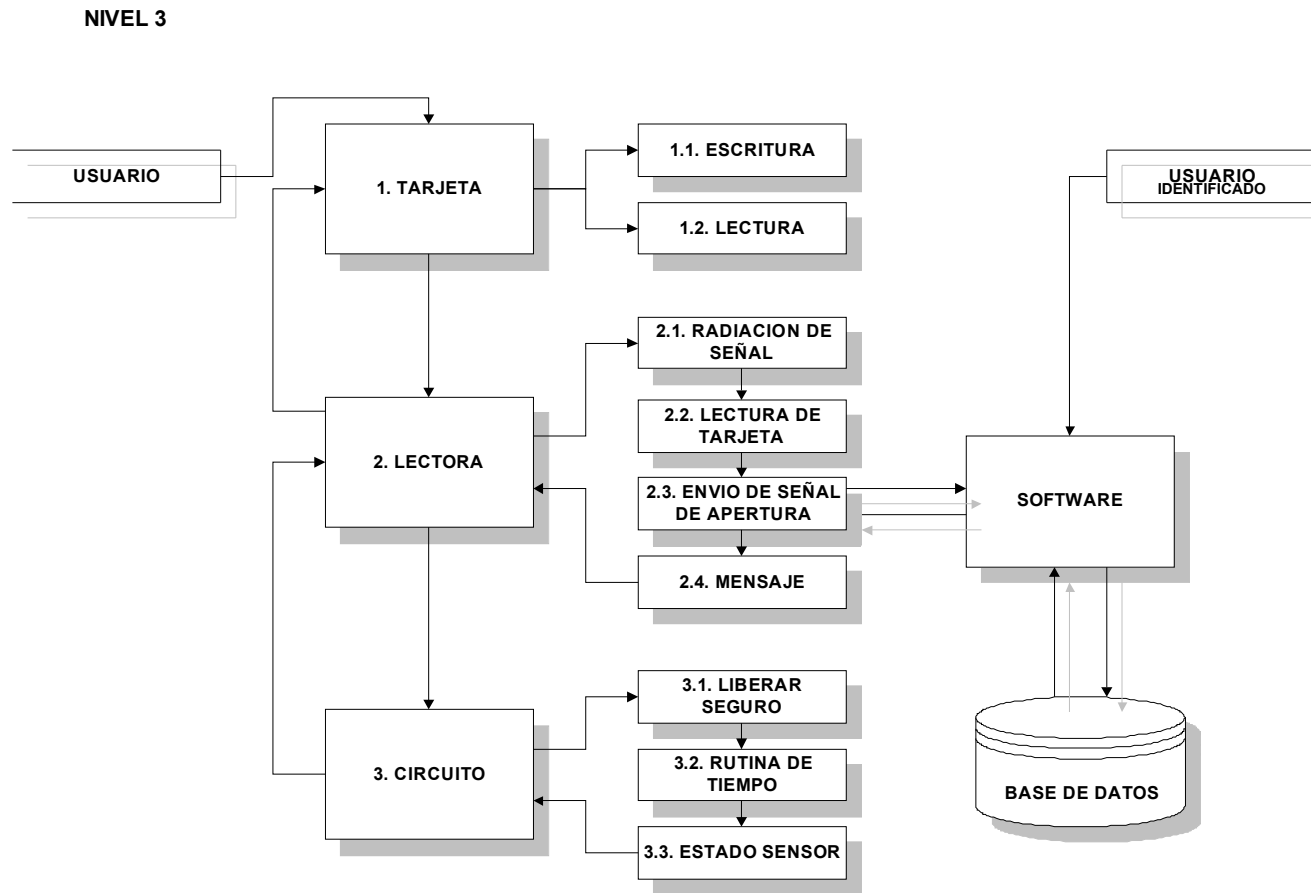 NIVEL 3
USUARIO
1. TARJETA
1.1. ESCRITURA
1.2. LECTURA
USUARIO
IDENTIFICADO
2.1. RADIACION DE
SEÑAL
2.2. LECTURA DE
TARJETA
2. LECTORA
2.3. ENVIO DE SEÑAL
DE APERTURA
SOFTWARE
2.4. MENSAJE
3.1. LIBERAR
SEGURO
3. CIRCUITO
3.2. RUTINA DE
TIEMPO
BASE DE DATOS
3.3. ESTADO SENSOR